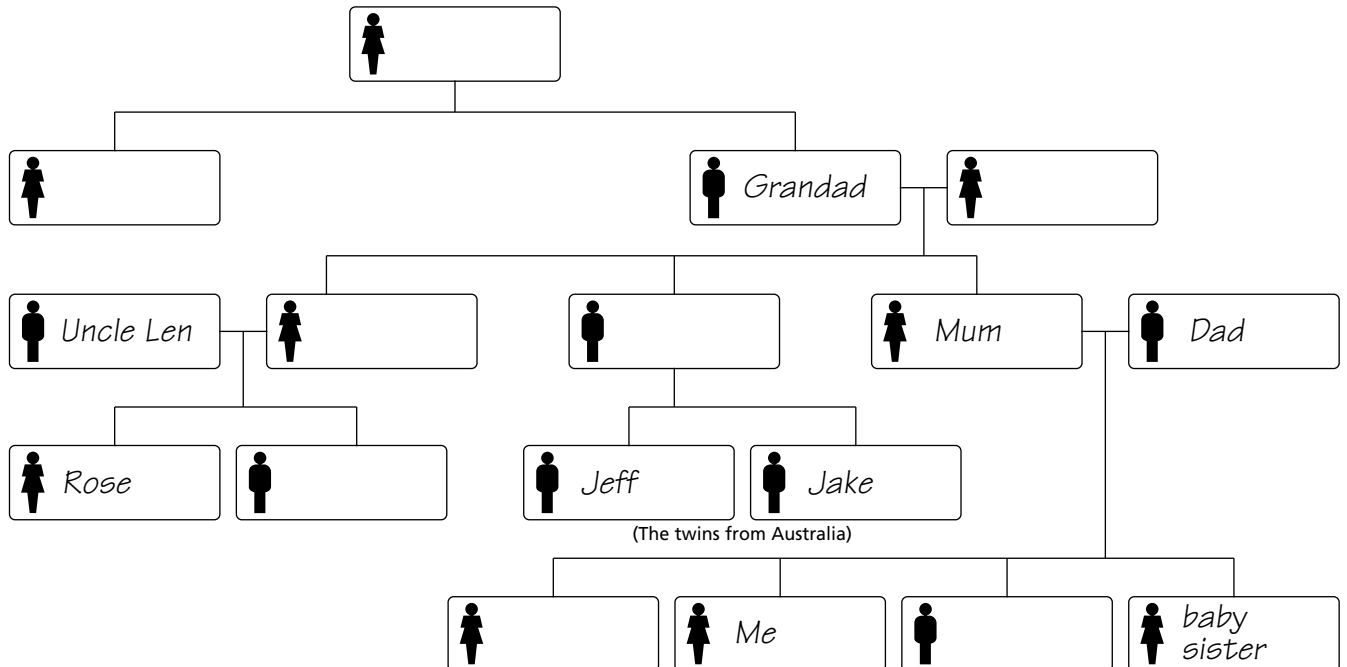 Grandad
Uncle Len
Mum
Dad
Rose
Jeff
Jake
(The twins from Australia)
Me
baby
sister